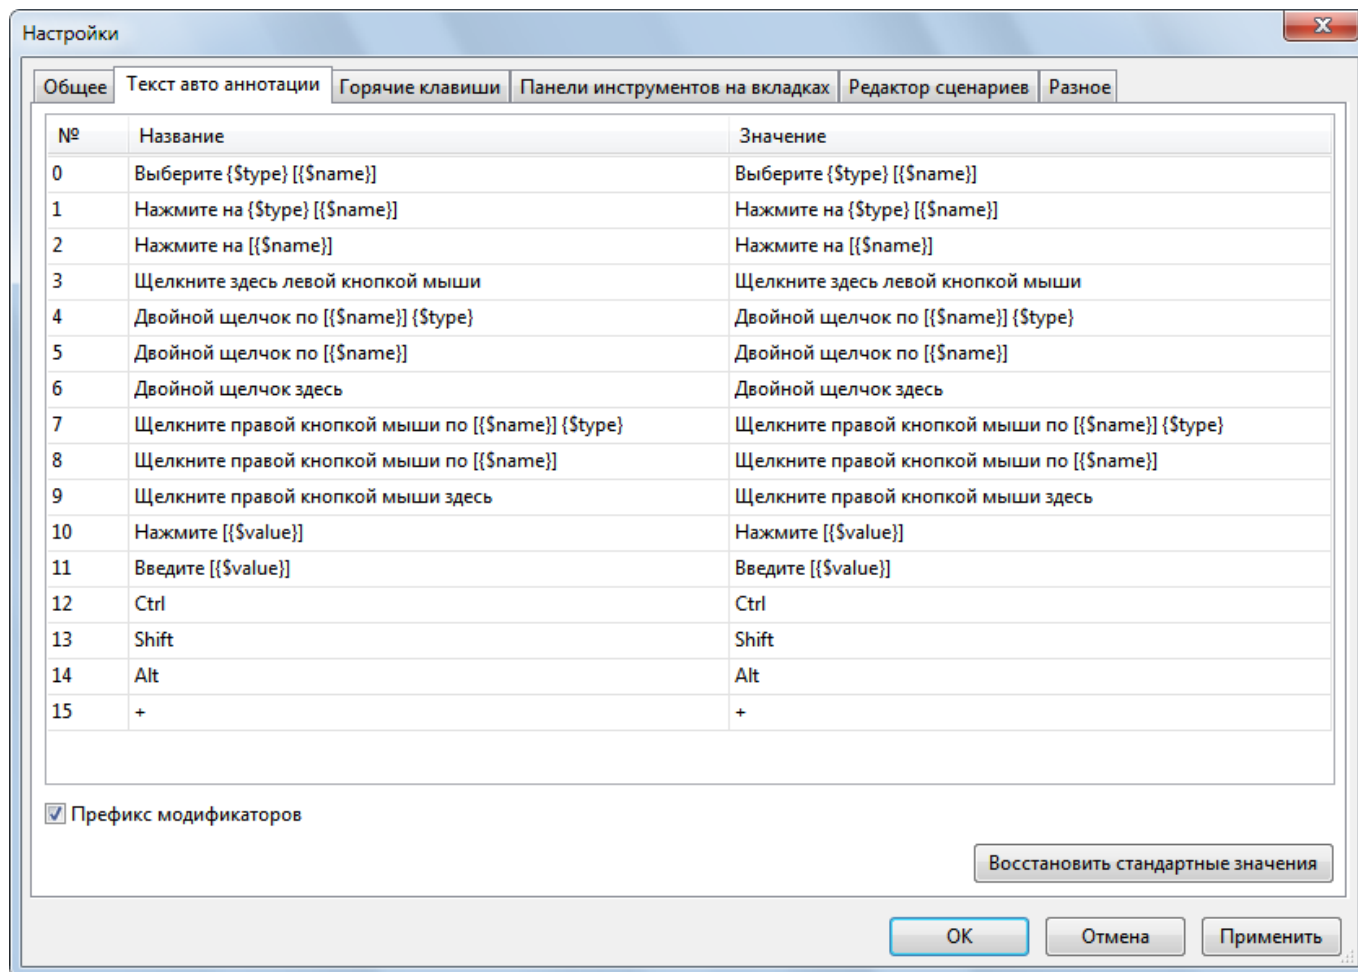 Настройки
Общее Текст авто аннотации Горячие клавиши Панели инструментов на вкладках Редактор сценариев Разное
№ Название Значение
0 Выберите {$type} [{$name}] Выберите {$type} [{$name}]
1 Нажмите на {$type} [{$name}] Нажмите на {$type} [{$name}]
2 Нажмите на [{$name}] Нажмите на [{$name}]
3 Щелкните здесь левой кнопкой мыши Щелкните здесь левой кнопкой мыши
4 Двойной щелчок по [{$name}] {$type} Двойной щелчок по [{$name}] {$type}
5 Двойной щелчок по [{$name}] Двойной щелчок по [{$name}]
6 Двойной щелчок здесь Двойной щелчок здесь
7 Щелкните правой кнопкой мыши по [{$name}] {$type} Щелкните правой кнопкой мыши по [{$name}] {$type}
8 Щелкните правой кнопкой мыши по [{$name}] Щелкните правой кнопкой мыши по [{$name}]
9 Щелкните правой кнопкой мыши здесь Щелкните правой кнопкой мыши здесь
10 Нажмите [{$value}] Нажмите [{$value}]
11 Введите [{$value}] Введите [{$value}]
12 Ctrl Ctrl
13 Shift Shift
14 Alt Alt
15 + +
Префикс модификаторов
Восстановить стандартные значения
OK Отмена Применить